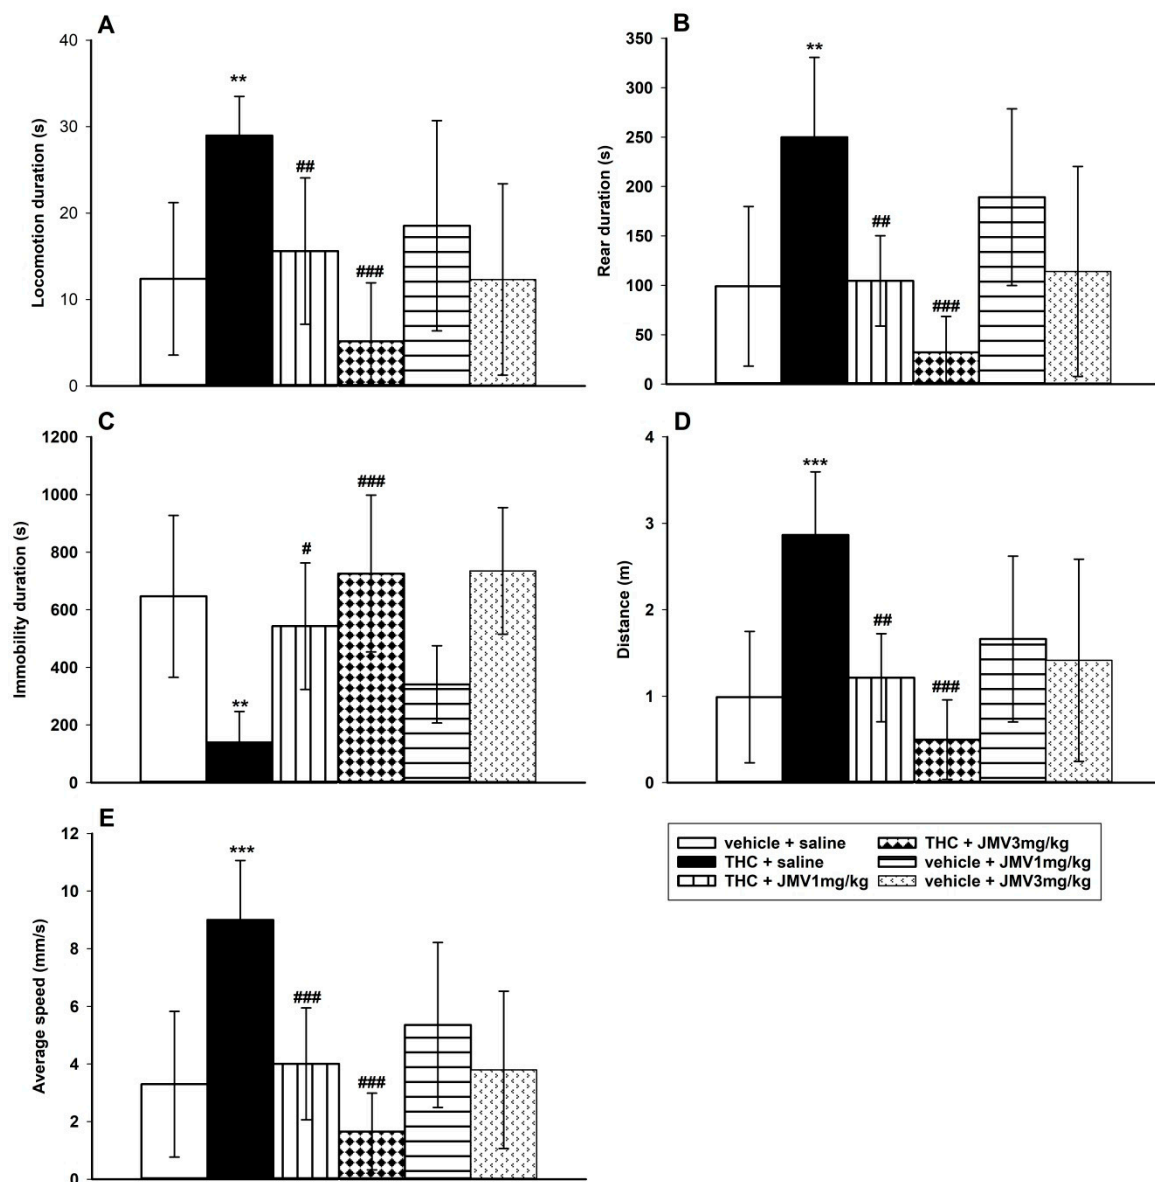 A
Locomotion duration (s)
40
30
20
10
0
**
##
###
B
Rear duration (s)
350
300
250
200
150
100
50
0
**
##
###
C
Immobility duration (s)
1200
1000
800
600
400
200
0
**
#
###
D
Distance (m)
4
3
2
1
0
***
##
###
E
Average speed (mm/s)
12
10
8
6
4
2
0
***
###
###
vehicle + saline
THC + saline
THC + JMV1mg/kg
THC + JMV3mg/kg
vehicle + JMV1mg/kg
vehicle + JMV3mg/kg